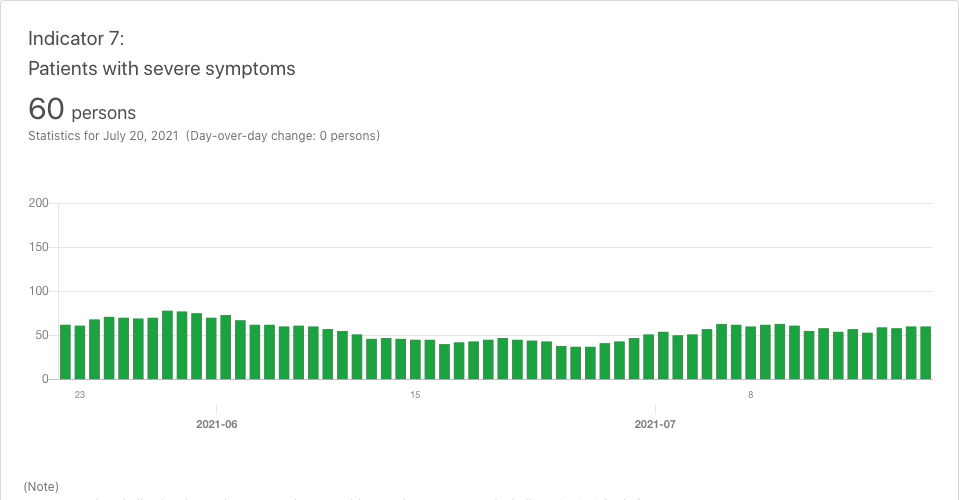 Indicator 7:
Patients with severe symptoms
60 persons
Statistics for July 20, 2021 (Day-over-day change: 0 persons)
200
150
100
50
0
23 15 8
2021-06 2021-07
(Note)